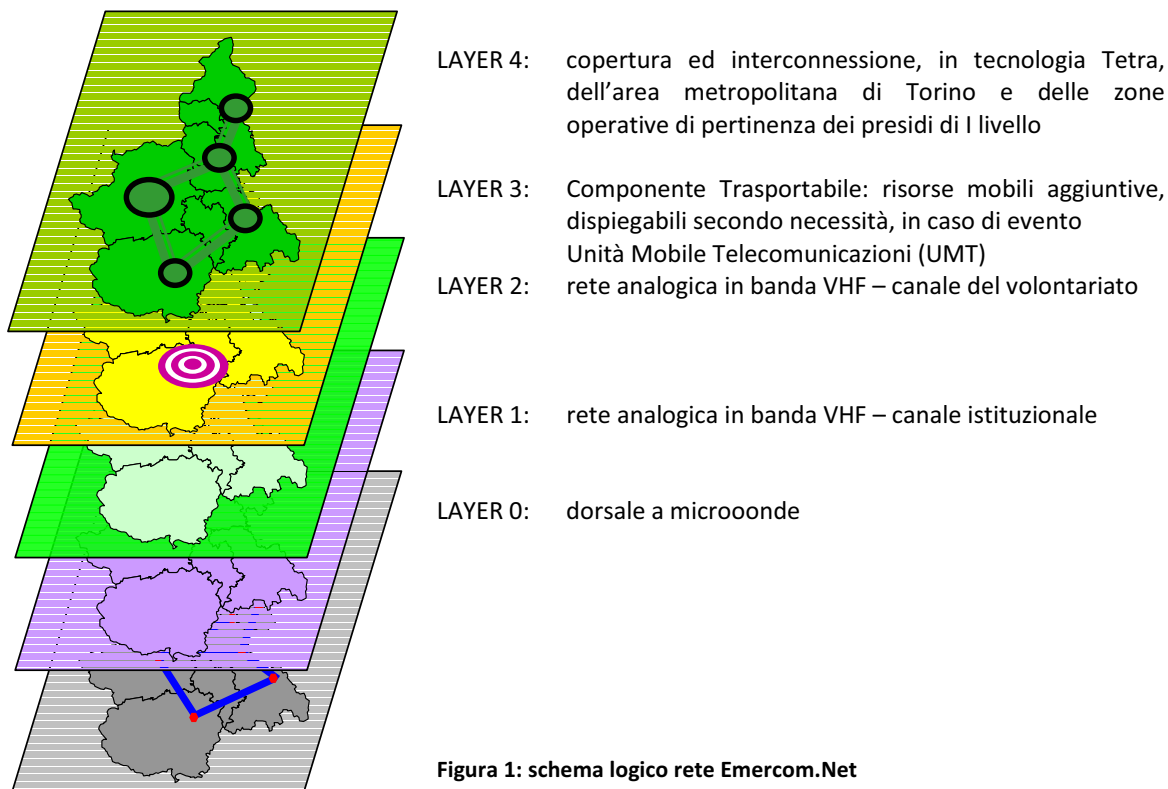 LAYER 4: copertura ed interconnessione, in tecnologia Tetra,
dell'area metropolitana di Torino e delle zone
operative di pertinenza dei presidi di I livello
LAYER 3: Componente Trasportabile: risorse mobili aggiuntive,
dispiegabili secondo necessità, in caso di evento
Unità Mobile Telecomunicazioni (UMT)
LAYER 2: rete analogica in banda VHF – canale del volontariato
LAYER 1: rete analogica in banda VHF – canale istituzionale
LAYER 0: dorsale a microoonde
Figura 1: schema logico rete Emercom.Net